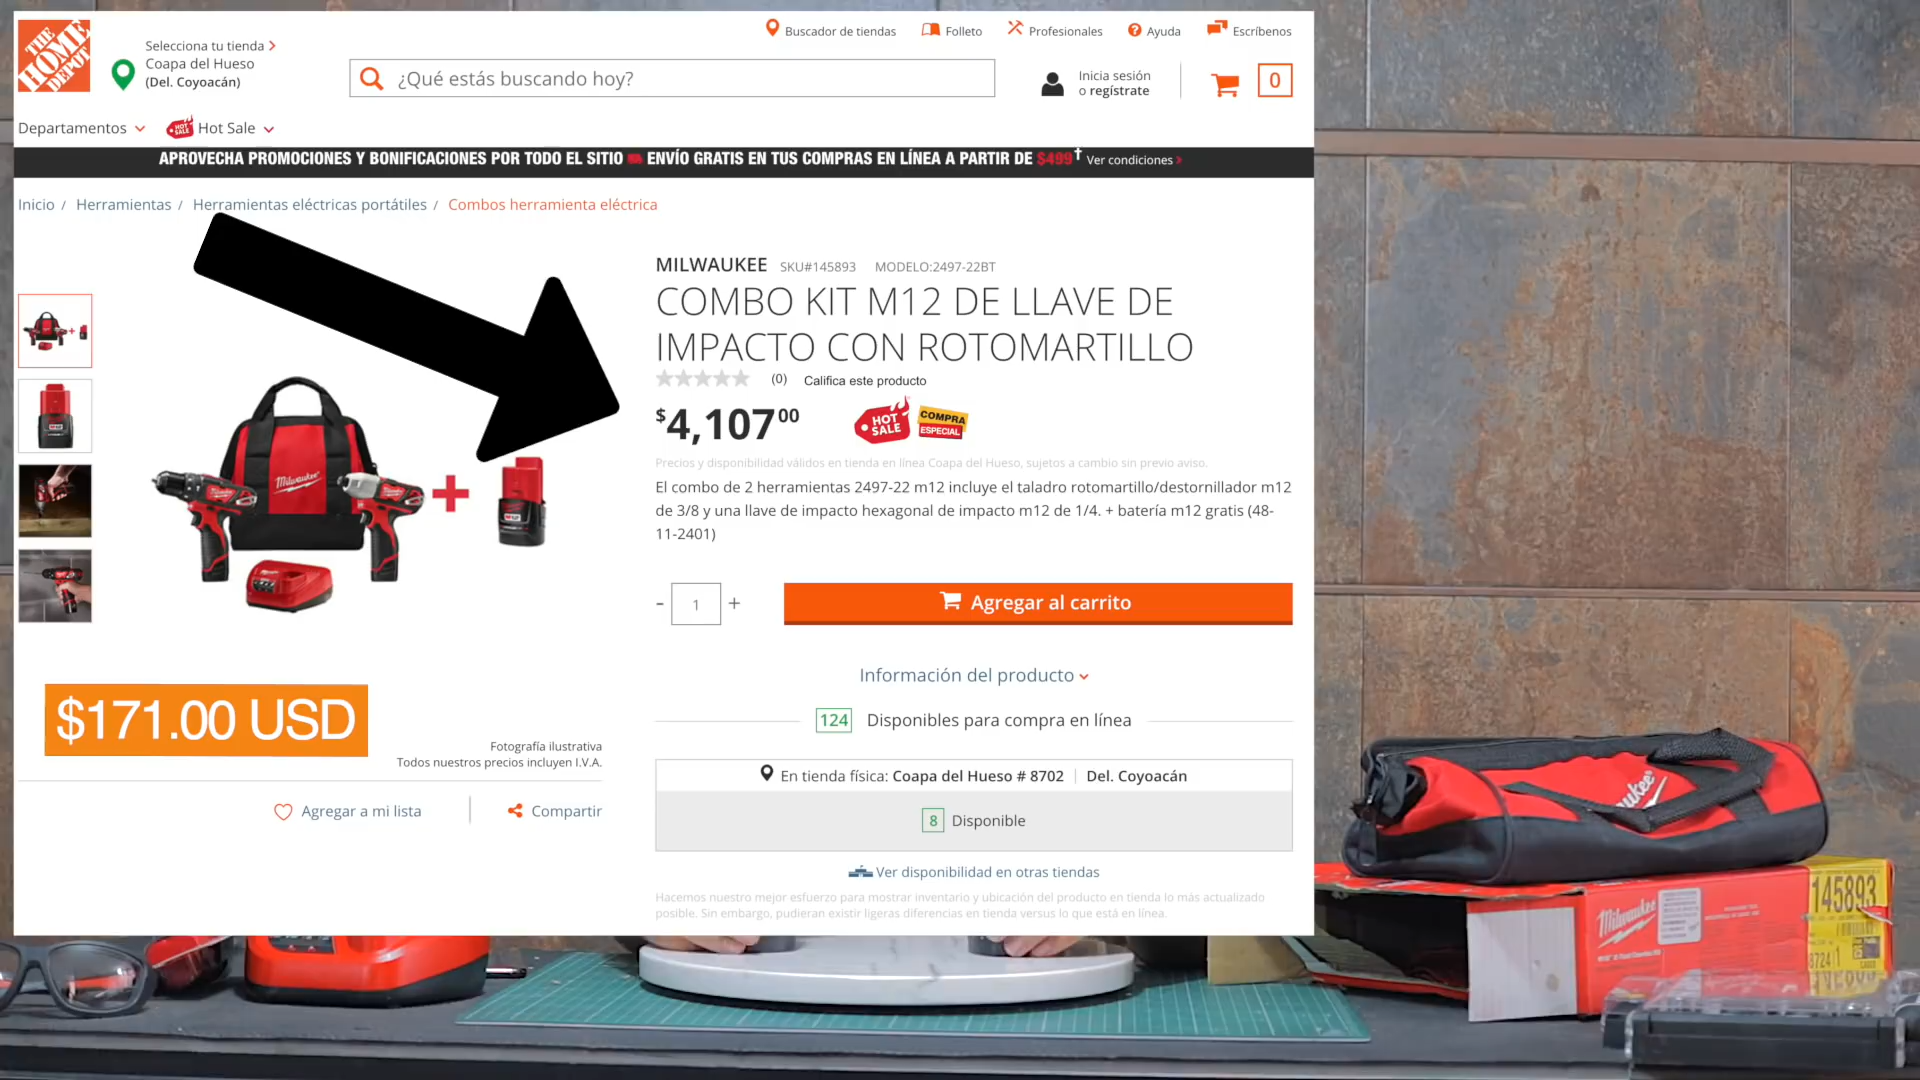 THE
HOME
DEPOT
Selecciona tu tienda
Coapa del Hueso
(Del. Coyoacán)
Buscador de tiendas
Folleto
Profesionales
Ayuda
Escríbenos
¿Qué estás buscando hoy?
Inicia sesión
o regístrate
0
Departamentos
HOT SALE
Hot Sale
APROVECHA PROMOCIONES Y BONIFICACIONES POR TODO EL SITIO ENVÍO GRATIS EN TUS COMPRAS EN LÍNEA A PARTIR DE $499† Ver condiciones
Inicio / Herramientas / Herramientas eléctricas portátiles / Combos herramienta eléctrica
MILWAUKEE SKU#145893 MODELO:2497-22BT
COMBO KIT M12 DE LLAVE DE
IMPACTO CON ROTOMARTILLO
(0) Califica este producto
$4,10700
HOT
SALE
COMPRA
ESPECIAL
Precios y disponibilidad válidos en tienda en línea Coapa del Hueso, sujetos a cambio sin previo aviso.
El combo de 2 herramientas 2497-22 m12 incluye el taladro rotomartillo/destornillador m12
de 3/8 y una llave de impacto hexagonal de impacto m12 de 1/4. + batería m12 gratis (48-
11-2401)
Milwaukee
- 1 +
Agregar al carrito
Información del producto
124 Disponibles para compra en línea
$171.00 USD
Fotografía ilustrativa
Todos nuestros precios incluyen I.V.A.
Agregar a mi lista
Compartir
En tienda física: Coapa del Hueso # 8702 | Del. Coyoacán
8 Disponible
Ver disponibilidad en otras tiendas
Hacemos nuestro mejor esfuerzo para mostrar inventario y ubicación del producto en tienda lo más actualizado
posible. Sin embargo, pudieran existir ligeras diferencias en tienda versus lo que está en línea.
Milwaukee
145893